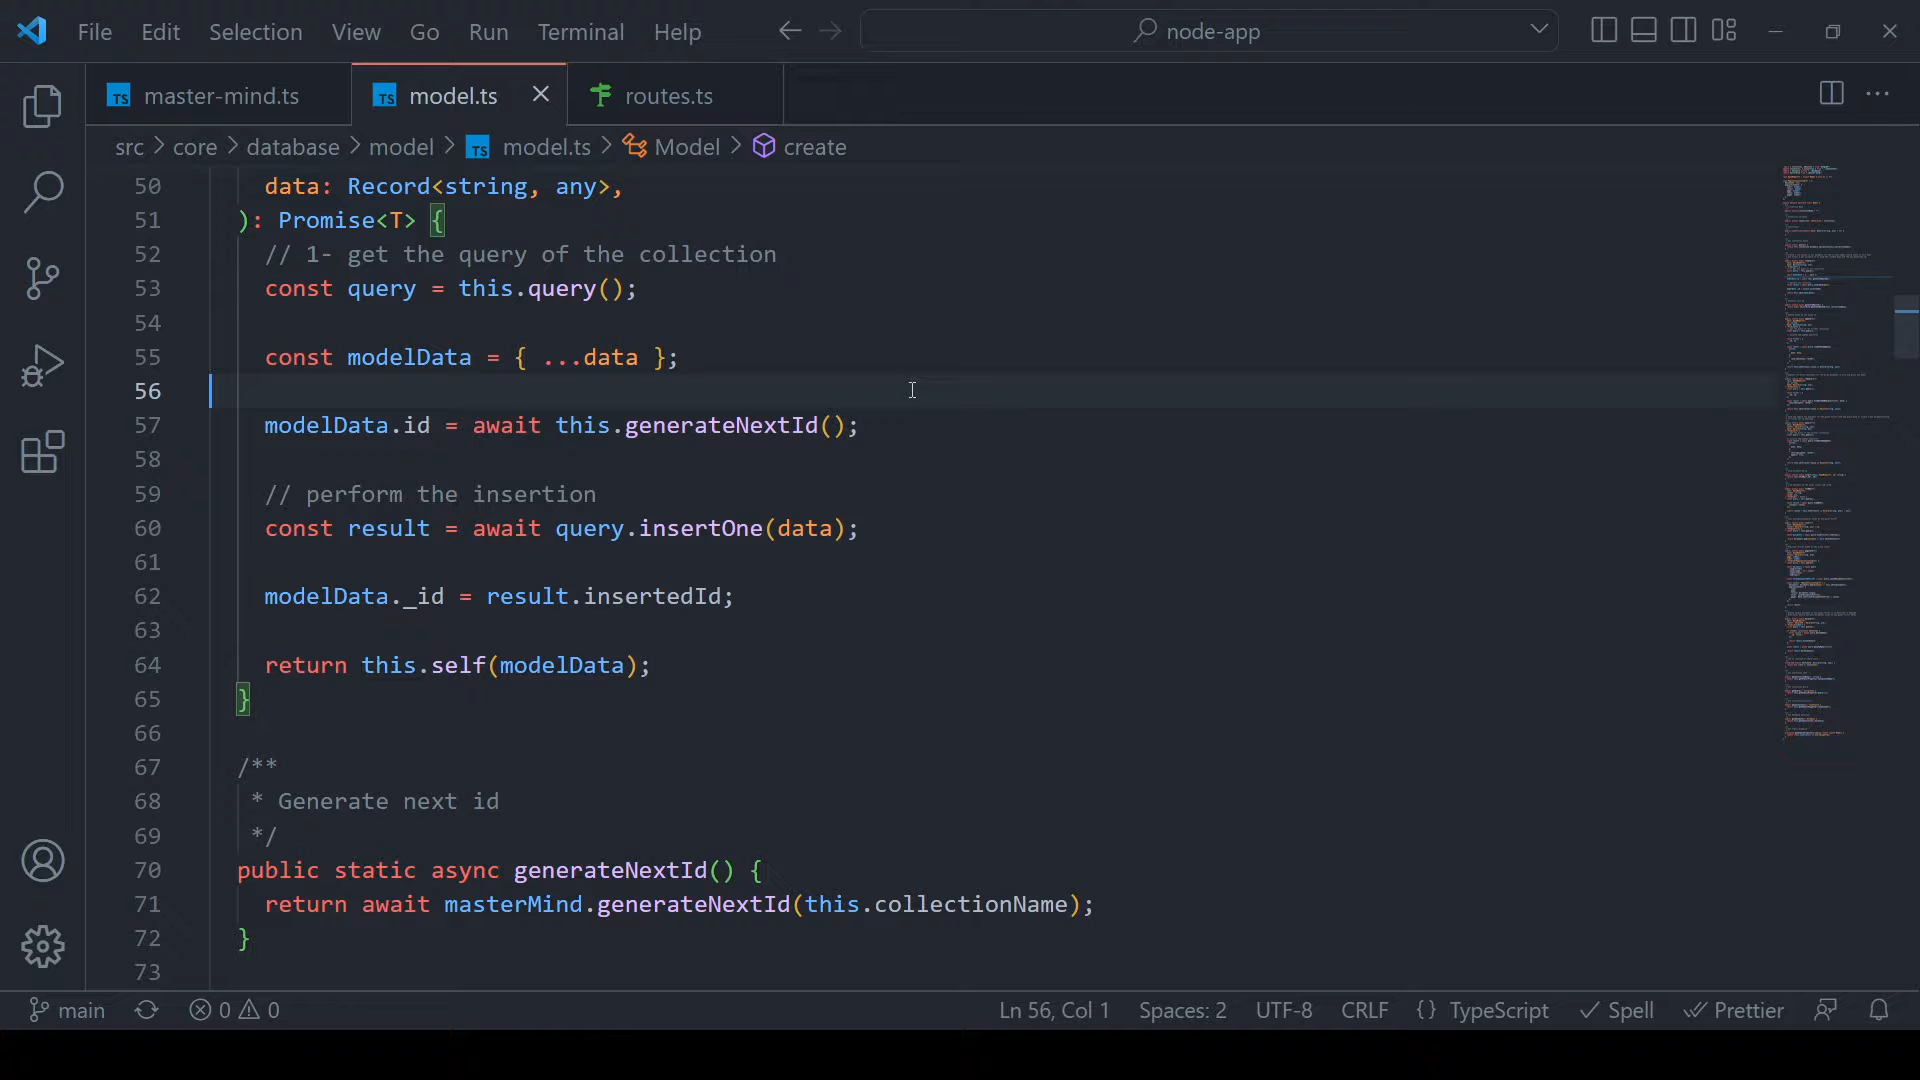 File Edit Selection View Go Run Terminal Help node-app
master-mind.ts model.ts routes.ts
src > core > database > model > model.ts > Model > create
50 data: Record<string, any>,
51 ): Promise<T> {
52 // 1- get the query of the collection
53 const query = this.query();
54
55 const modelData = { ...data };
56
57 modelData.id = await this.generateNextId();
58
59 // perform the insertion
60 const result = await query.insertOne(data);
61
62 modelData._id = result.insertedId;
63
64 return this.self(modelData);
65 }
66
67 /**
68 * Generate next id
69 */
70 public static async generateNextId() {
71 return await masterMind.generateNextId(this.collectionName);
72 }
73
main 0 0 Ln 56, Col 1 Spaces: 2 UTF-8 CRLF {} TypeScript Spell Prettier